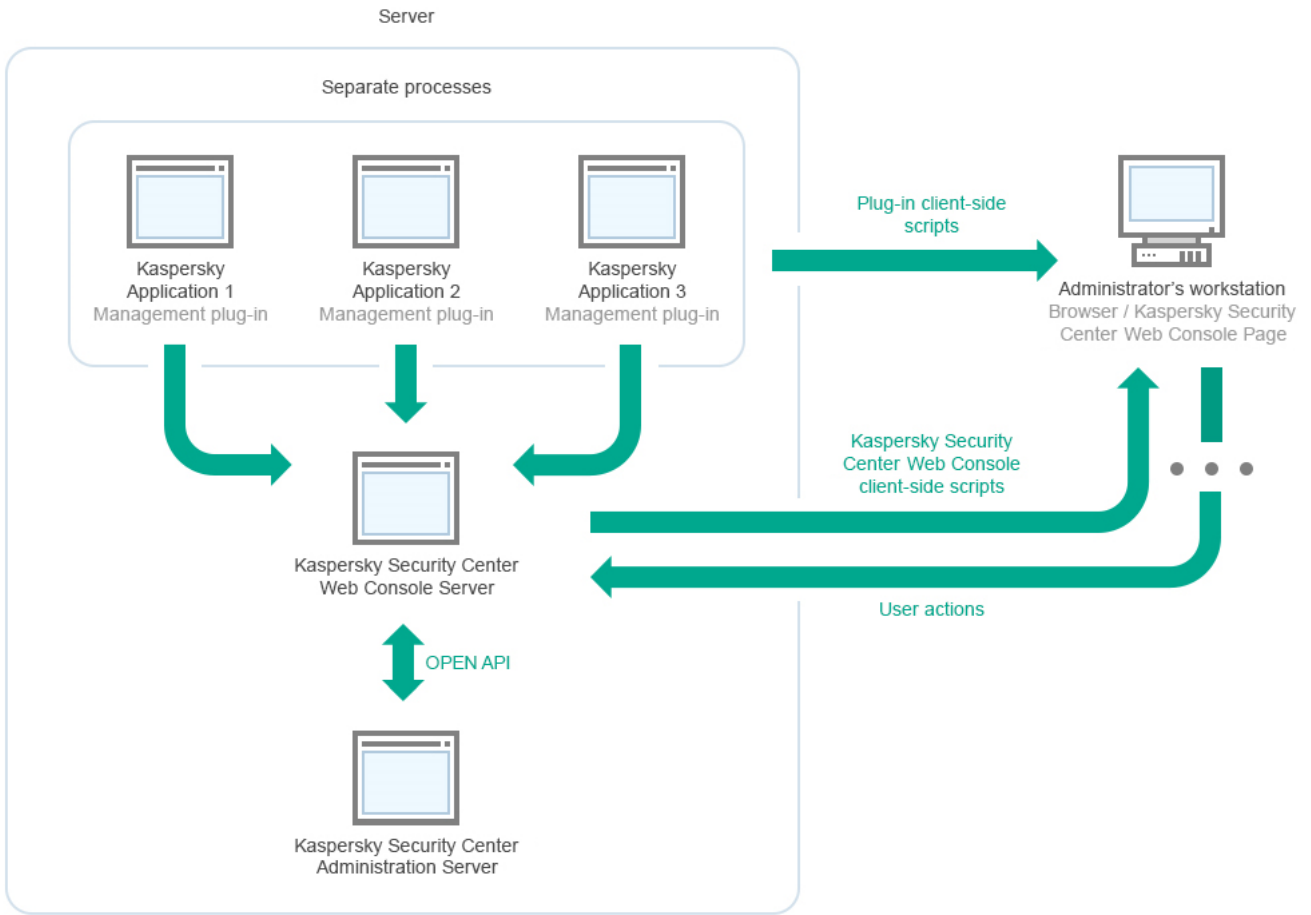 Server
Separate processes
Kaspersky
Application 1
Management plug-in
Kaspersky
Application 2
Management plug-in
Kaspersky
Application 3
Management plug-in
Plug-in client-side
scripts
Administrator's workstation
Browser / Kaspersky Security
Center Web Console Page
Kaspersky Security
Center Web Console
client-side scripts
Kaspersky Security Center
Web Console Server
User actions
OPEN API
Kaspersky Security Center
Administration Server